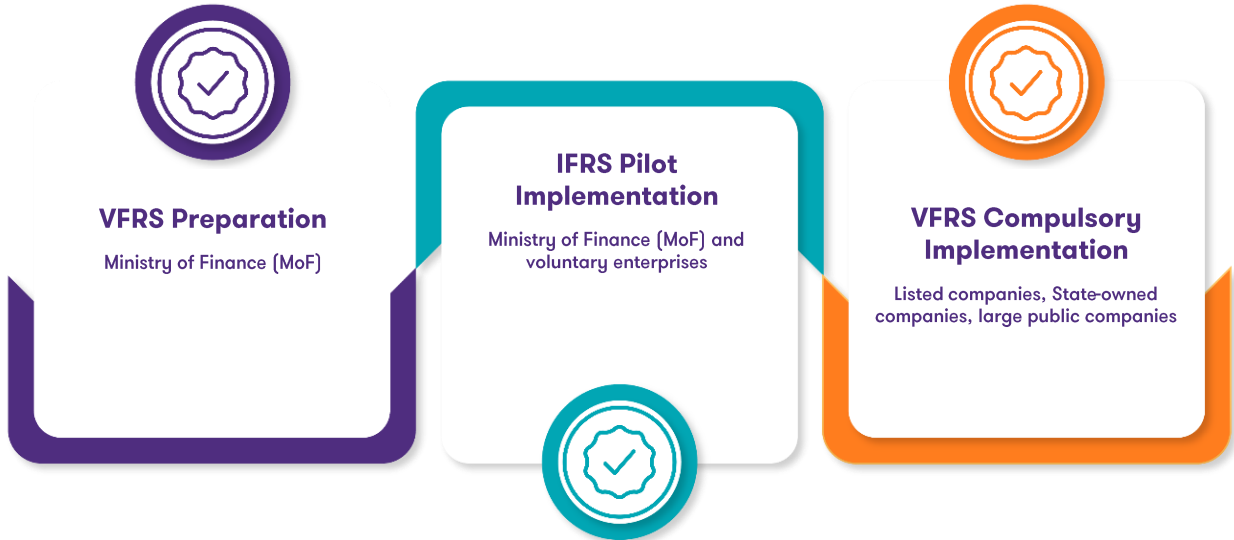 VFRS Preparation
Ministry of Finance (MoF)
IFRS Pilot
Implementation
Ministry of Finance (MoF) and
voluntary enterprises
VFRS Compulsory
Implementation
Listed companies, State-owned
companies, large public companies